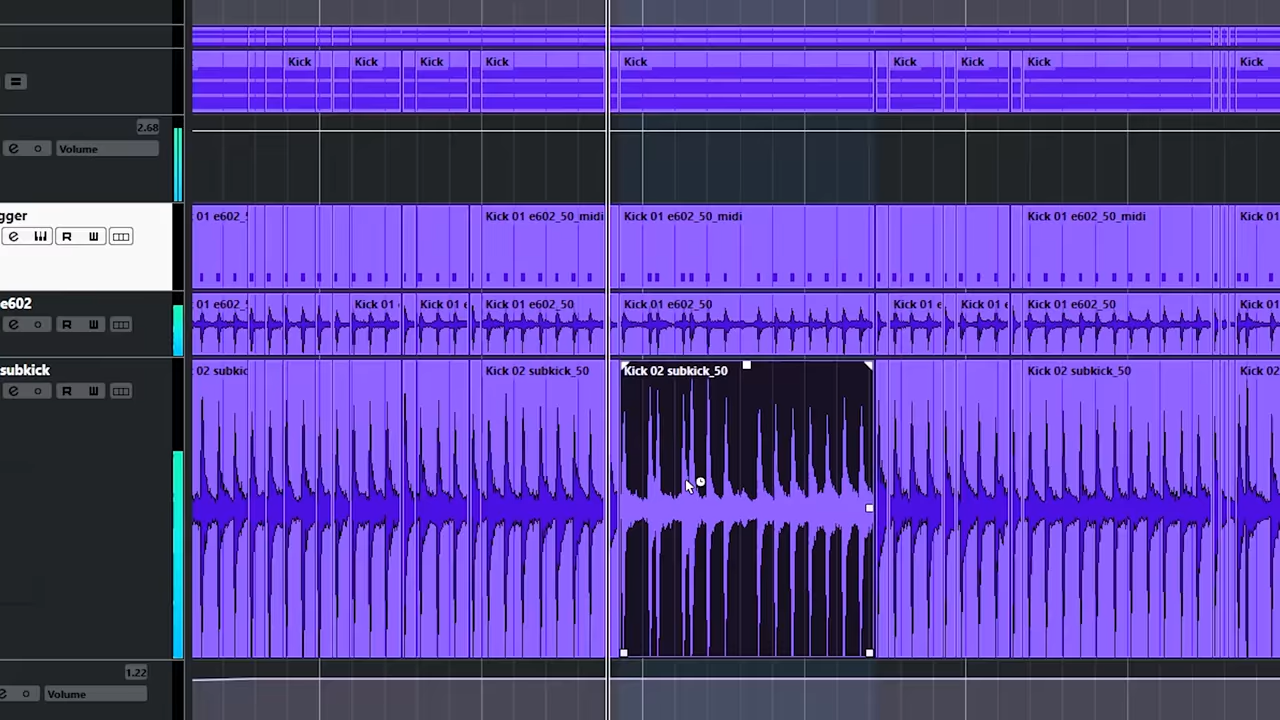 Kick Kick Kick Kick Kick Kick Kick Kick Kick
2.68
Volume
gger
01 e602_5 Kick 01 e602_50_midi Kick 01 e602_50_midi Kick 01 e602_50_midi Kick 01
R W
e602
01 e602_5 Kick 01 Kick 01 e Kick 01 e602_50 Kick 01 e602_50 Kick 01 e Kick 01 e Kick 01 e602_50 Kick 01
R W
subkick
02 subkic Kick 02 subkick_50 Kick 02 subkick_50 Kick 02 subkick_50 Kick 02
R W
1.22
Volume